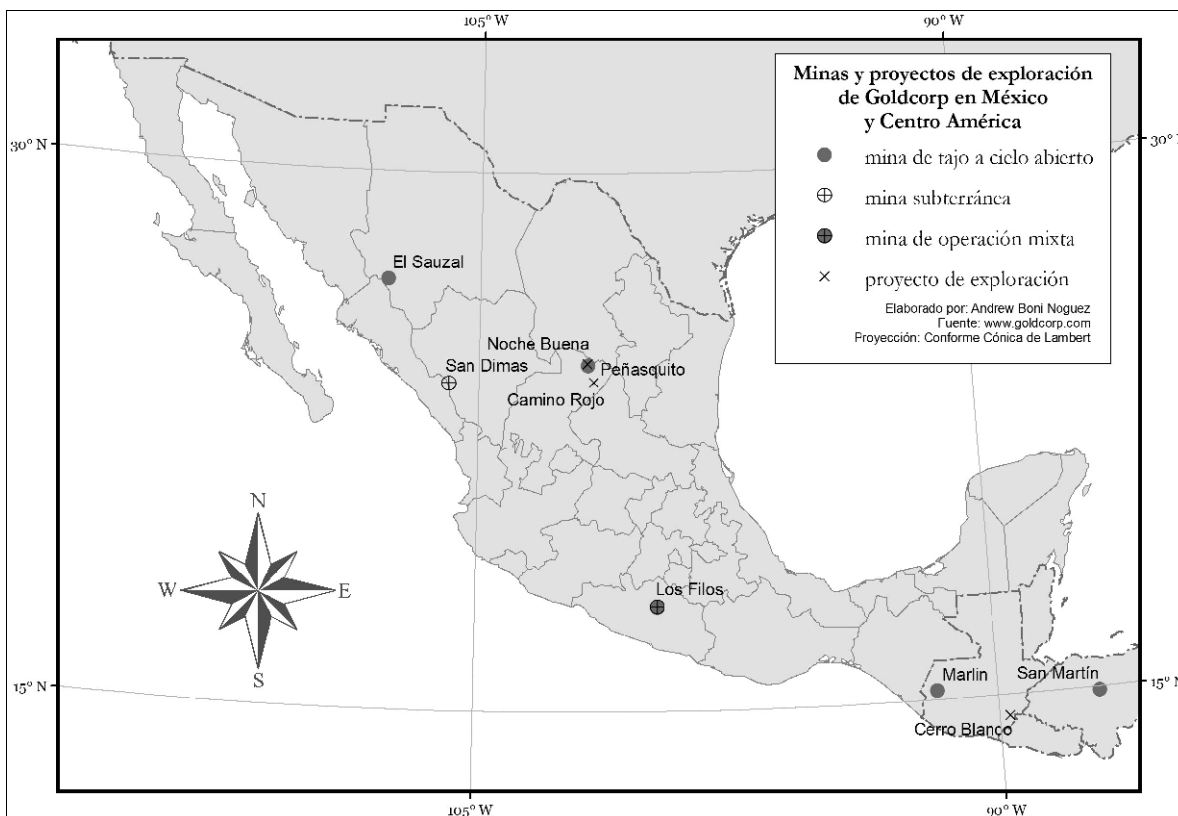 105° W
90° W
Minas y proyectos de exploración
de Goldcorp en México
y Centro América
mina de tajo a cielo abierto
mina subterránea
mina de operación mixta
proyecto de exploración
Elaborado por: Andrew Boni Noguez
Fuente: www.goldcorp.com
Proyección: Conforme Cónica de Lambert
30° N
30° N
El Sauzal
Noche Buena
San Dimas
Peñasquito
Camino Rojo
N
W
E
S
Los Filos
Marlin
San Martín
Cerro Blanco
15° N
15° N
105° W
90° W